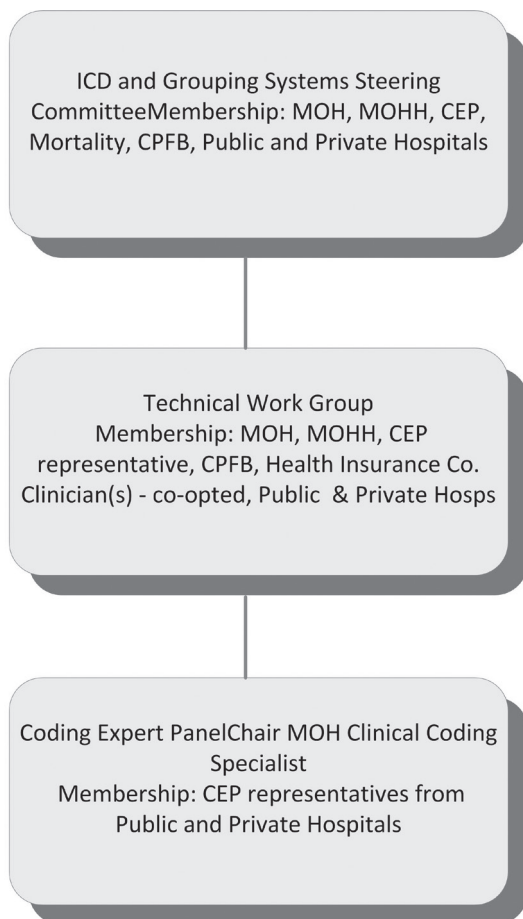 ICD and Grouping Systems Steering
CommitteeMembership: MOH, MOHH, CEP,
Mortality, CPFB, Public and Private Hospitals
Technical Work Group
Membership: MOH, MOHH, CEP
representative, CPFB, Health Insurance Co.
Clinician(s) - co-opted, Public & Private Hosps
Coding Expert PanelChair MOH Clinical Coding
Specialist
Membership: CEP representatives from
Public and Private Hospitals